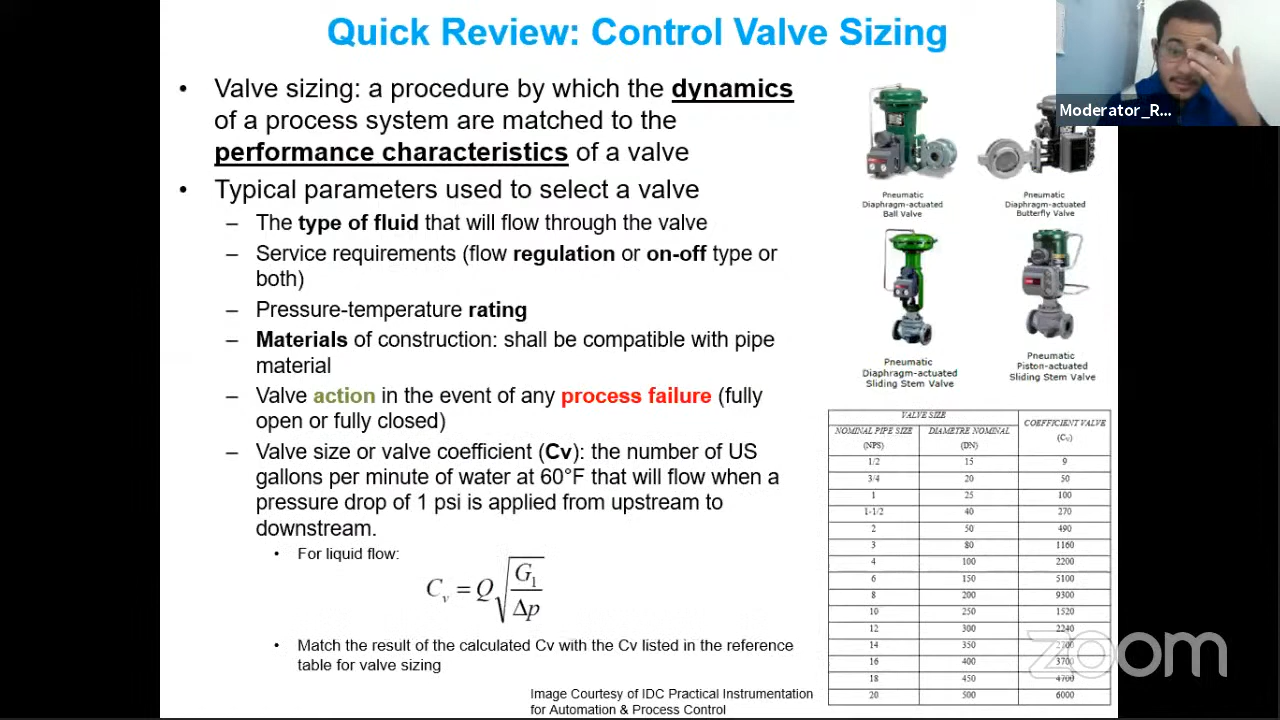 Quick Review: Control Valve Sizing
Moderator_R...
• Valve sizing: a procedure by which the dynamics
of a process system are matched to the
performance characteristics of a valve
• Typical parameters used to select a valve
– The type of fluid that will flow through the valve
– Service requirements (flow regulation or on-off type or
both)
– Pressure-temperature rating
– Materials of construction: shall be compatible with pipe
material
– Valve action in the event of any process failure (fully
open or fully closed)
– Valve size or valve coefficient (Cv): the number of US
gallons per minute of water at 60°F that will flow when a
pressure drop of 1 psi is applied from upstream to
downstream.
• For liquid flow:
Cv = Q√(G1/Δp)
• Match the result of the calculated Cv with the Cv listed in the reference
table for valve sizing
Pneumatic
Diaphragm-actuated
Ball Valve
Pneumatic
Diaphragm-actuated
Butterfly Valve
Pneumatic
Diaphragm-actuated
Sliding Stem Valve
Pneumatic
Piston-actuated
Sliding Stem Valve
VALVE SIZE
COEFFICIENT VALVE
(Cv)
NOMINAL PIPE SIZE DIAMETRE NOMINAL
(NPS) (DN)
1/2 15 9
3/4 20 50
1 25 100
1-1/2 40 270
2 50 490
3 80 1160
4 100 2200
6 150 5100
8 200 9300
10 250 1520
12 300 2240
14 350
16 400 3700
18 450 4700
20 500 6000
zoom
Image Courtesy of IDC Practical Instrumentation
for Automation & Process Control